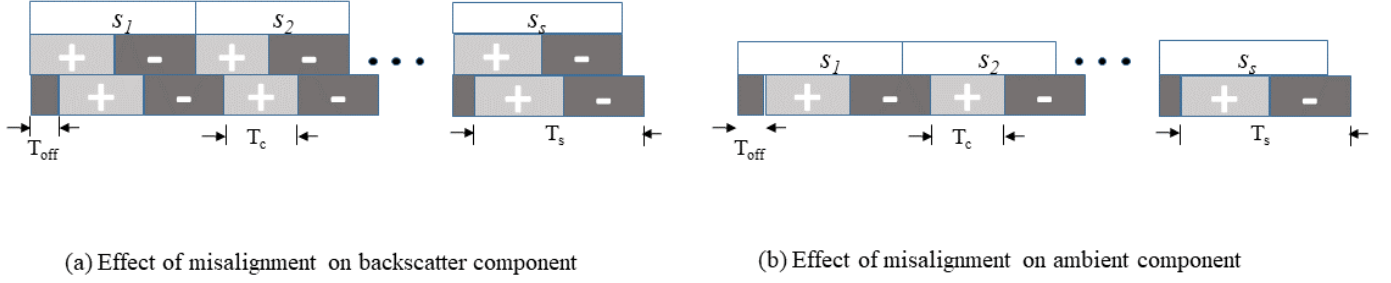 s1 s2 ss
+ - + - + -
+ - + - + -
Toff Tc Ts
s1 s2 ss
+ - + - + -
Toff Tc Ts
(a) Effect of misalignment on backscatter component
(b) Effect of misalignment on ambient component